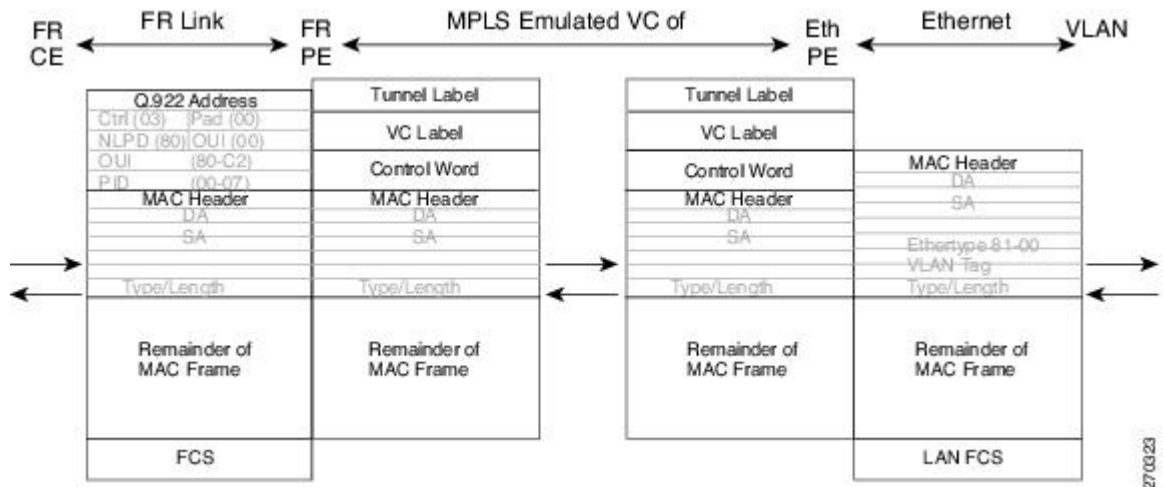 FR CE
FR Link
FR PE
MPLS Emulated VC of
Eth PE
Ethernet
VLAN
Q.922 Address
Ctrl (03) Pad (00)
NLPD (80) OUI (00)
OUI (80-C2)
PID (00-07)
MAC Header
DA
SA
Type/Length
Remainder of
MAC Frame
FCS
Tunnel Label
VC Label
Control Word
MAC Header
DA
SA
Type/Length
Remainder of
MAC Frame
Tunnel Label
VC Label
Control Word
MAC Header
DA
SA
Type/Length
Remainder of
MAC Frame
MAC Header
DA
SA
Ethertype 81-00
VLAN Tag
Type/Length
Remainder of
MAC Frame
LAN FCS
270323